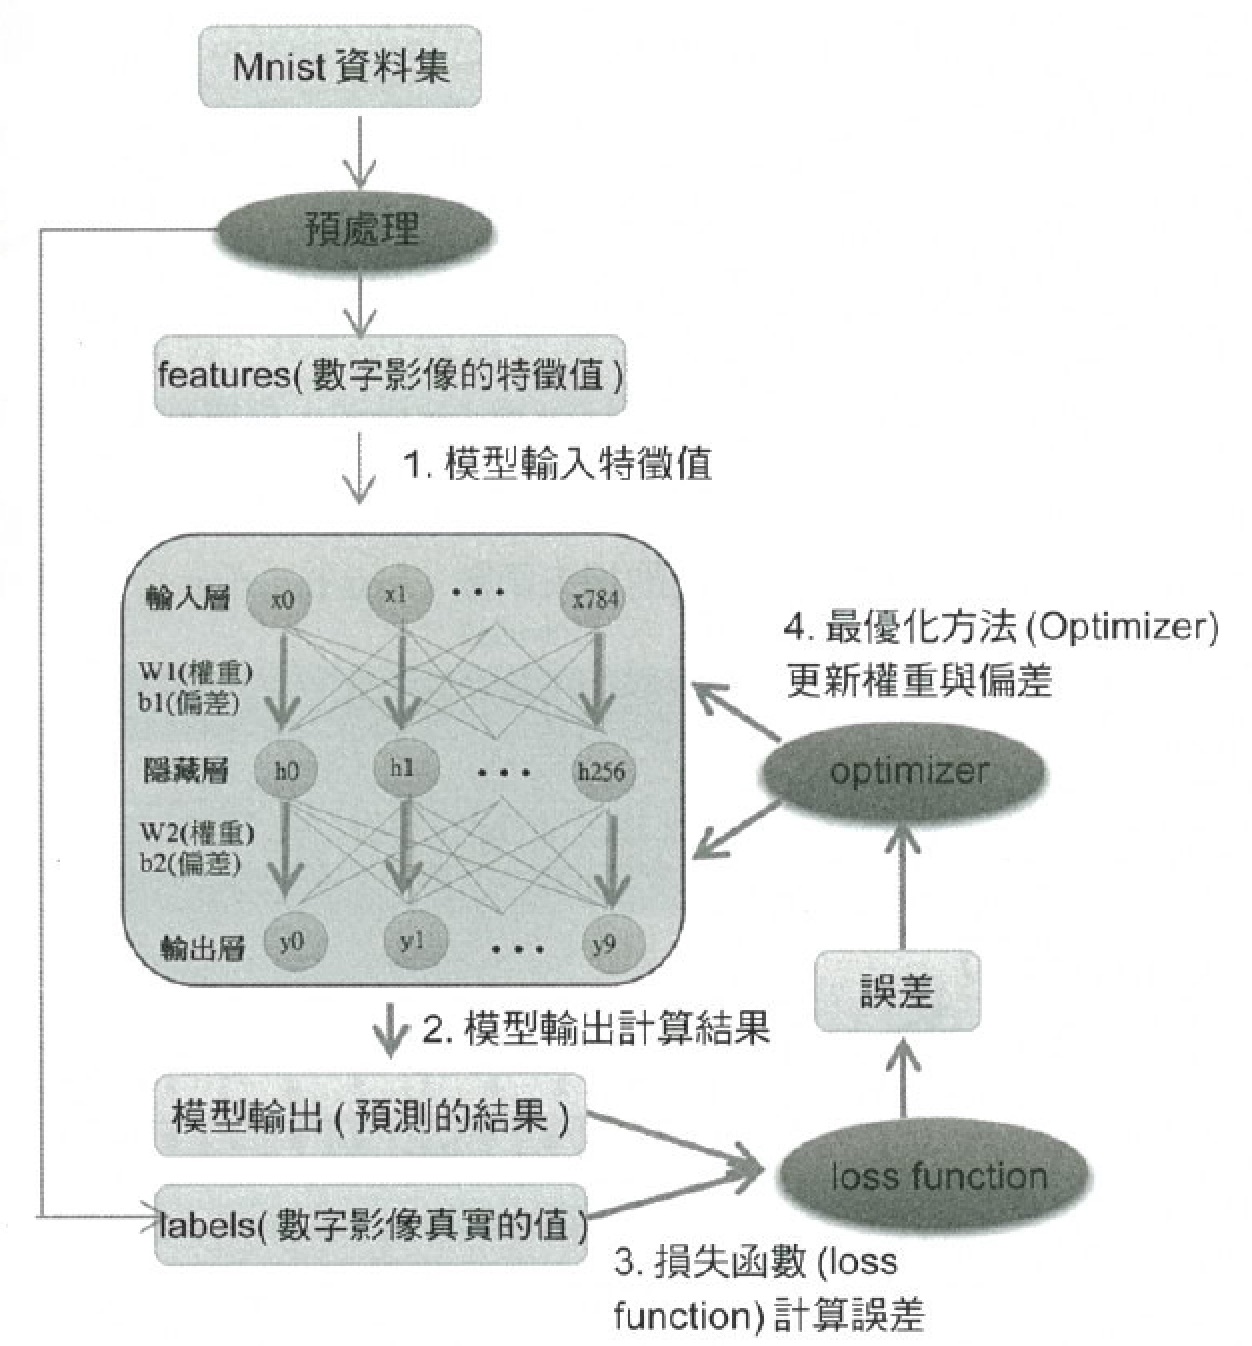 Mnist 資料集
預處理
features( 數字影像的特徵值 )
1. 模型輸入特徵值
輸入層 x0 x1 ••• x784
W1(權重)
b1(偏差)
隱藏層 h0 h1 ••• h256
W2(權重)
b2(偏差)
輸出層 y0 y1 ••• y9
4. 最優化方法 (Optimizer)
更新權重與偏差
optimizer
誤差
2. 模型輸出計算結果
模型輸出 ( 預測的結果 )
loss function
labels( 數字影像真實的值 )
3. 損失函數 (loss
function) 計算誤差